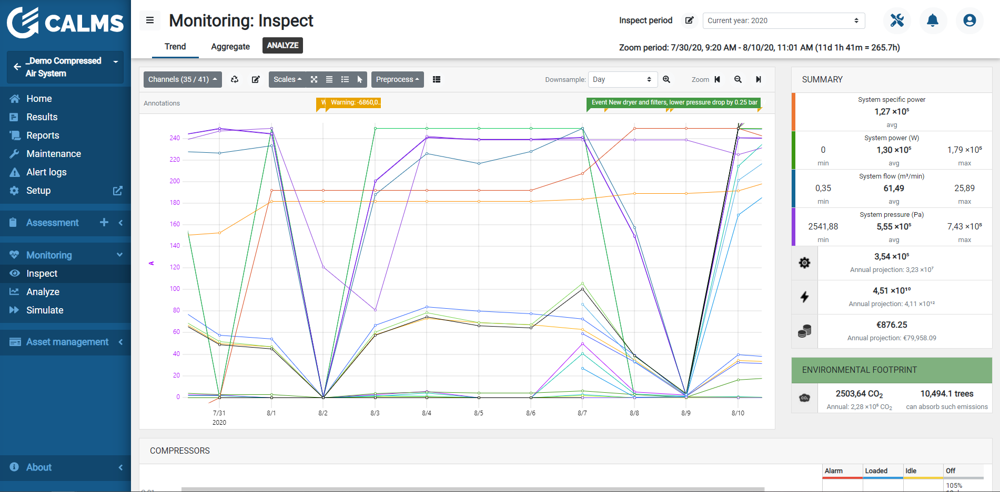 CALMS
_Demo Compressed
Air System
Home
Results
Reports
Maintenance
Alert logs
Setup
Assessment
Monitoring
Inspect
Analyze
Simulate
Asset management
About
Monitoring: Inspect
Trend
Aggregate
ANALYZE
Inspect period
Current year: 2020
Zoom period: 7/30/20, 9:20 AM - 8/10/20, 11:01 AM (11d 1h 41m = 265.7h)
Channels (35 / 41)
Scales
Preprocess
Downsample:
Day
Zoom
Annotations
Warning: -6860,0..
Event New dryer and filters, lower pressure drop by 0.25 bar
240
220
200
180
160
140
120
100
80
60
40
20
0
A
7/31
2020
8/1
8/2
8/3
8/4
8/5
8/6
8/7
8/8
8/9
8/10
SUMMARY
System specific power
1,27 ×10⁵
avg
System power (W)
0 1,30 ×10⁵ 1,79 ×10⁵
min avg max
System flow (m³/min)
0,35 61,49 25,89
min avg max
System pressure (Pa)
2541,88 5,55 ×10⁵ 7,43 ×10⁵
min avg max
3,54 ×10⁵
Annual projection: 3,23 ×10⁷
4,51 ×10¹⁰
Annual projection: 4,11 ×10¹²
€876.25
Annual projection: €79,958.09
ENVIRONMENTAL FOOTPRINT
CO₂
2503,64 CO₂ 10,494.1 trees
Annual: 2,28 ×10⁵ CO₂ can absorb such emissions
COMPRESSORS
Alarm Loaded Idle Off
105%